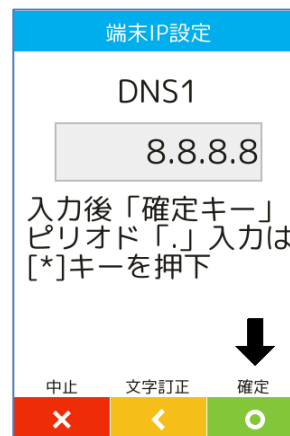 端末IP設定
DNS1
8.8.8.8
入力後「確定キー」
ピリオド「.」入力は
[*]キーを押下
中止 文字訂正 確定